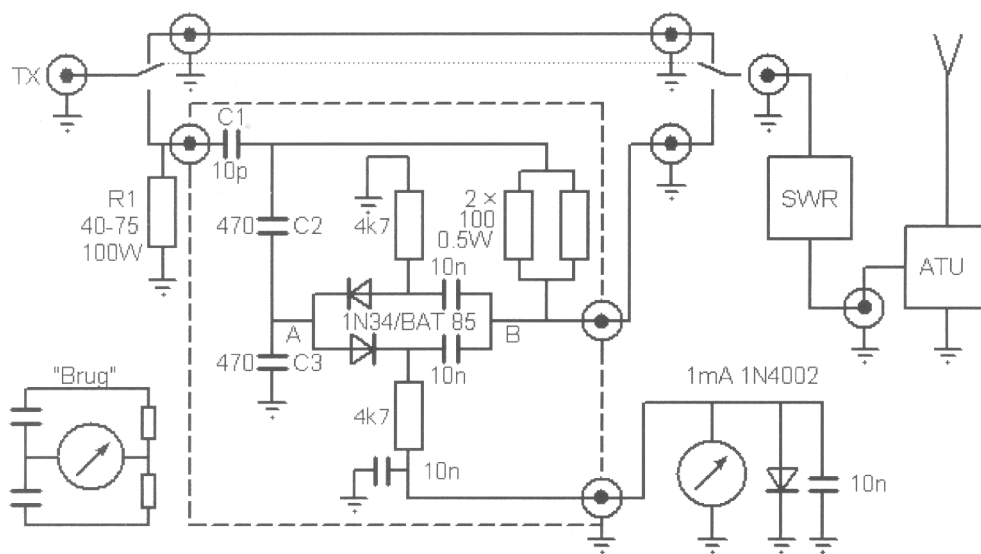 TX
C1
10p
R1
40-75
100W
470
C2
4k7
2 ×
100
0.5W
10n
SWR
ATU
1N34/BAT 85
A
B
470
C3
10n
1mA 1N4002
"Brug"
4k7
10n
10n